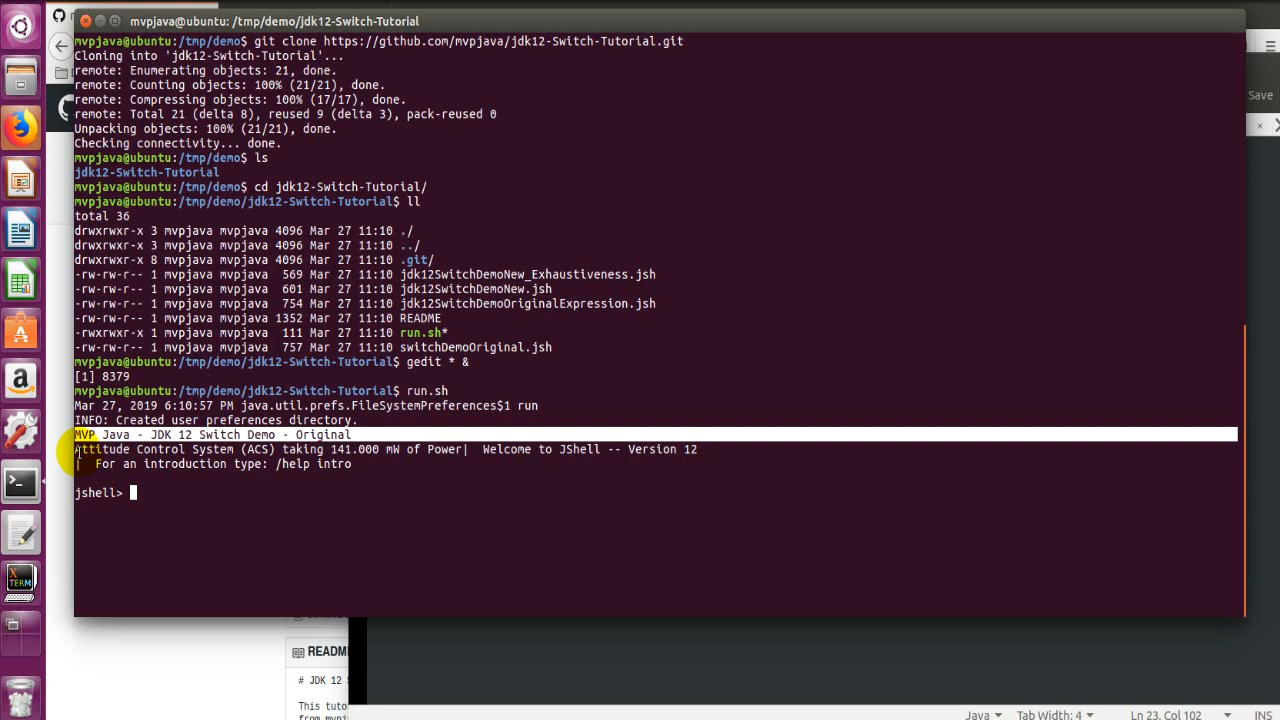 mvpjava@ubuntu: /tmp/demo/jdk12-Switch-Tutorial
mvpjava@ubuntu:/tmp/demo$ git clone https://github.com/mvpjava/jdk12-Switch-Tutorial.git
Cloning into 'jdk12-Switch-Tutorial'...
remote: Enumerating objects: 21, done.
remote: Counting objects: 100% (21/21), done.
remote: Compressing objects: 100% (17/17), done.
remote: Total 21 (delta 8), reused 9 (delta 3), pack-reused 0
Unpacking objects: 100% (21/21), done.
Checking connectivity... done.
mvpjava@ubuntu:/tmp/demo$ ls
jdk12-Switch-Tutorial
mvpjava@ubuntu:/tmp/demo$ cd jdk12-Switch-Tutorial/
mvpjava@ubuntu:/tmp/demo/jdk12-Switch-Tutorial$ ll
total 36
drwxrwxr-x 3 mvpjava mvpjava 4096 Mar 27 11:10 ./
drwxrwxr-x 3 mvpjava mvpjava 4096 Mar 27 11:10 ../
drwxrwxr-x 8 mvpjava mvpjava 4096 Mar 27 11:10 .git/
-rw-rw-r-- 1 mvpjava mvpjava  569 Mar 27 11:10 jdk12SwitchDemoNew_Exhaustiveness.jsh
-rw-rw-r-- 1 mvpjava mvpjava  601 Mar 27 11:10 jdk12SwitchDemoNew.jsh
-rw-rw-r-- 1 mvpjava mvpjava  754 Mar 27 11:10 jdk12SwitchDemoOriginalExpression.jsh
-rw-rw-r-- 1 mvpjava mvpjava 1352 Mar 27 11:10 README
-rwxrwxr-x 1 mvpjava mvpjava  111 Mar 27 11:10 run.sh*
-rw-rw-r-- 1 mvpjava mvpjava  757 Mar 27 11:10 switchDemoOriginal.jsh
mvpjava@ubuntu:/tmp/demo/jdk12-Switch-Tutorial$ gedit * &
[1] 8379
mvpjava@ubuntu:/tmp/demo/jdk12-Switch-Tutorial$ run.sh
Mar 27, 2019 6:10:57 PM java.util.prefs.FileSystemPreferences$1 run
INFO: Created user preferences directory.
MVP Java - JDK 12 Switch Demo - Original
Attitude Control System (ACS) taking 141.000 mW of Power|  Welcome to JShell -- Version 12
|  For an introduction type: /help intro
jshell>
Save
X
TERM
README
# JDK 12
This tuto
from
Java Tab Width: 4 Ln 23, Col 102 INS